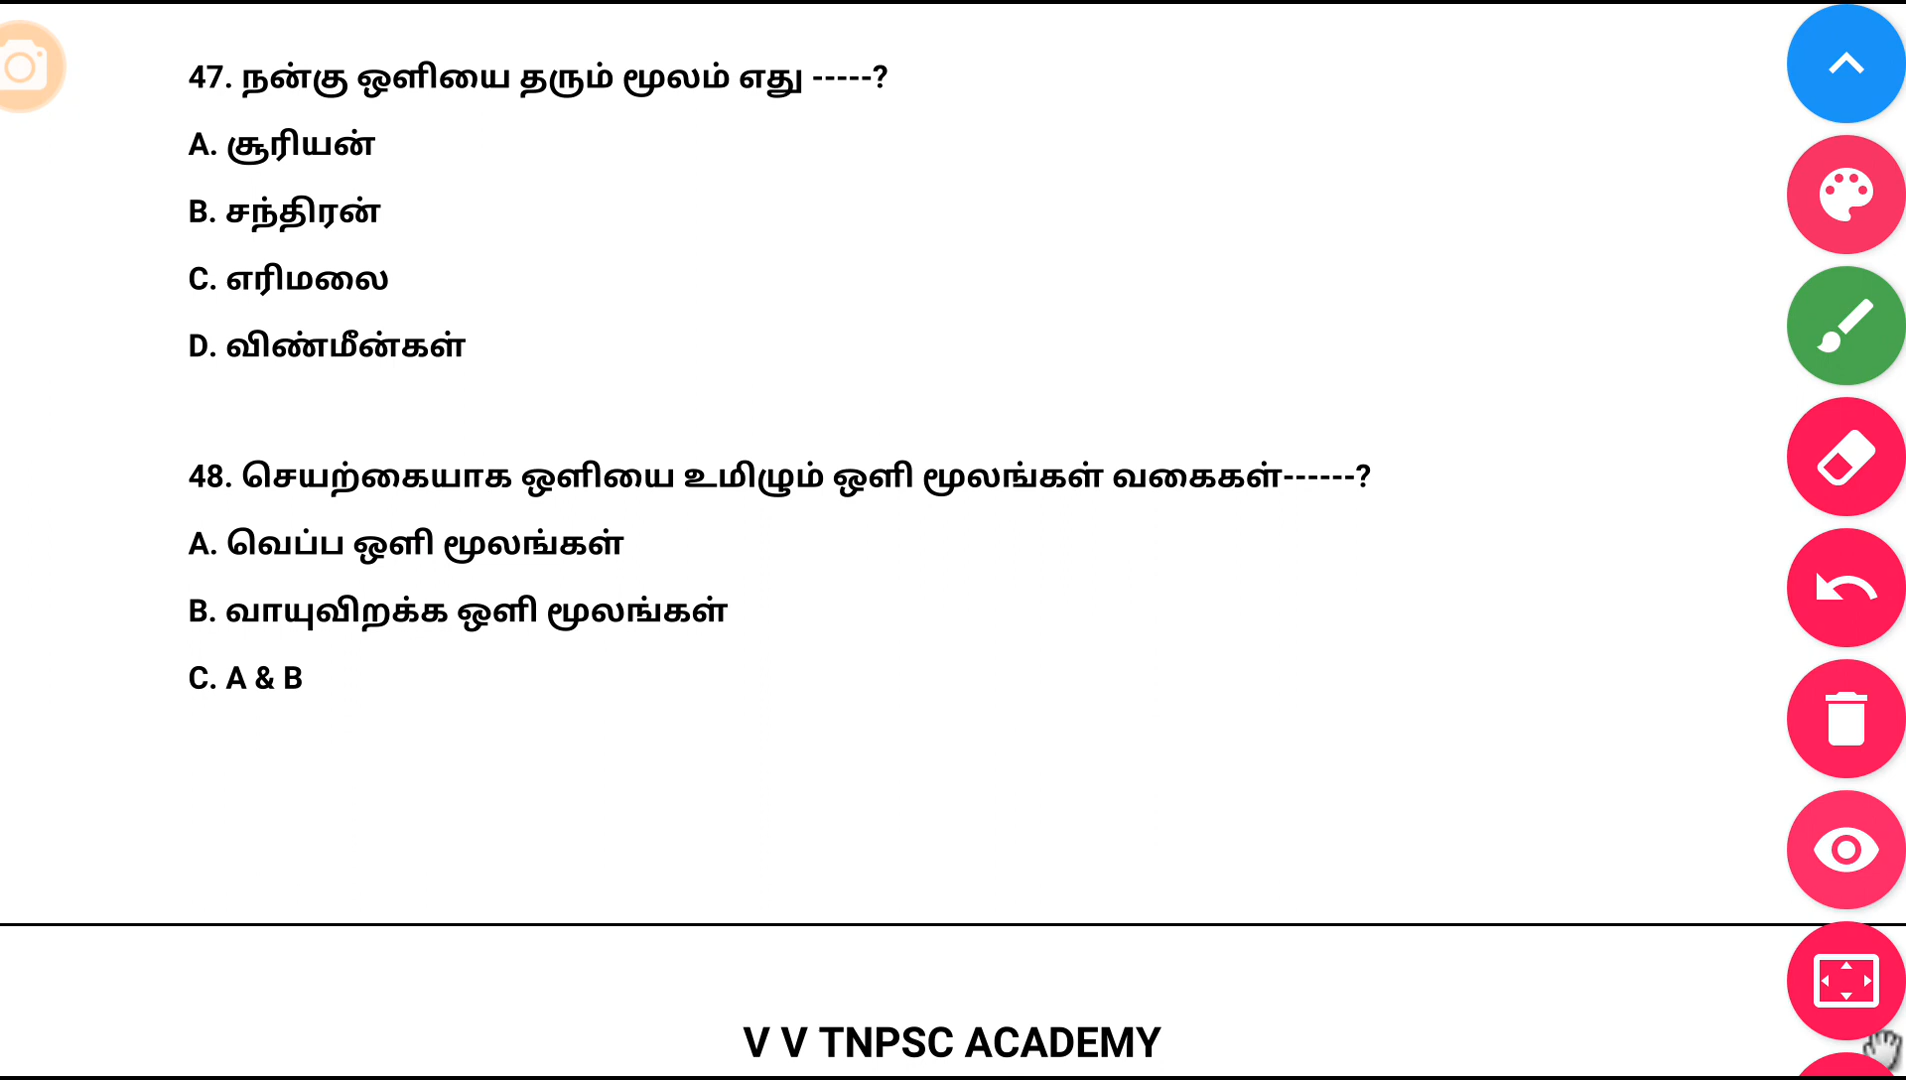 47. நன்கு ஒளியை தரும் மூலம் எது -----?
A. சூரியன்
B. சந்திரன்
C. எரிமலை
D. விண்மீன்கள்
48. செயற்கையாக ஒளியை உமிழும் ஒளி மூலங்கள் வகைகள்------?
A. வெப்ப ஒளி மூலங்கள்
B. வாயுவிறக்க ஒளி மூலங்கள்
C. A & B
V V TNPSC ACADEMY